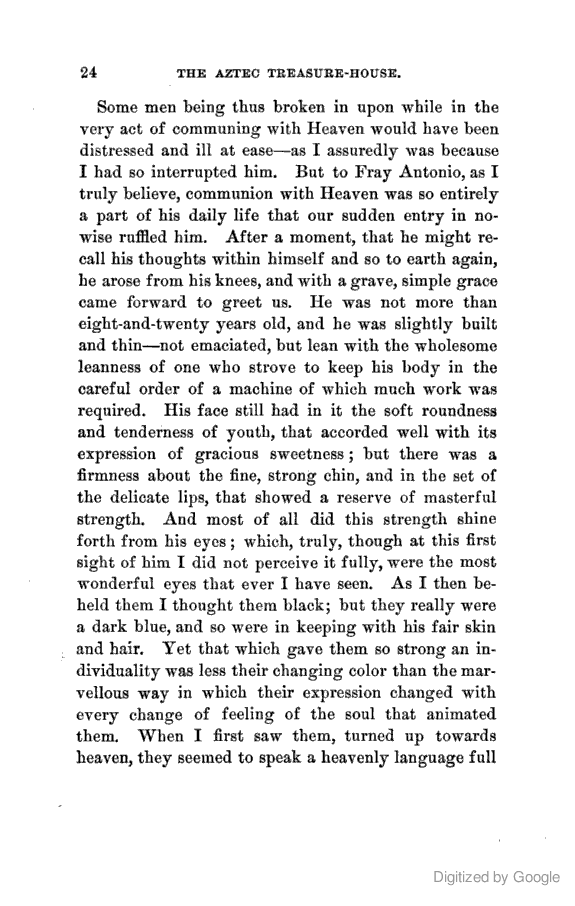 24 THE AZTEC TREASURE-HOUSE.
Some men being thus broken in upon while in the
very act of communing with Heaven would have been
distressed and ill at ease—as I assuredly was because
I had so interrupted him. But to Fray Antonio, as I
truly believe, communion with Heaven was so entirely
a part of his daily life that our sudden entry in no-
wise ruffled him. After a moment, that he might re-
call his thoughts within himself and so to earth again,
he arose from his knees, and with a grave, simple grace
came forward to greet us. He was not more than
eight-and-twenty years old, and he was slightly built
and thin—not emaciated, but lean with the wholesome
leanness of one who strove to keep his body in the
careful order of a machine of which much work was
required. His face still had in it the soft roundness
and tenderness of youth, that accorded well with its
expression of gracious sweetness; but there was a
firmness about the fine, strong chin, and in the set of
the delicate lips, that showed a reserve of masterful
strength. And most of all did this strength shine
forth from his eyes; which, truly, though at this first
sight of him I did not perceive it fully, were the most
wonderful eyes that ever I have seen. As I then be-
held them I thought them black; but they really were
a dark blue, and so were in keeping with his fair skin
and hair. Yet that which gave them so strong an in-
dividuality was less their changing color than the mar-
vellous way in which their expression changed with
every change of feeling of the soul that animated
them. When I first saw them, turned up towards
heaven, they seemed to speak a heavenly language full
Digitized by Google